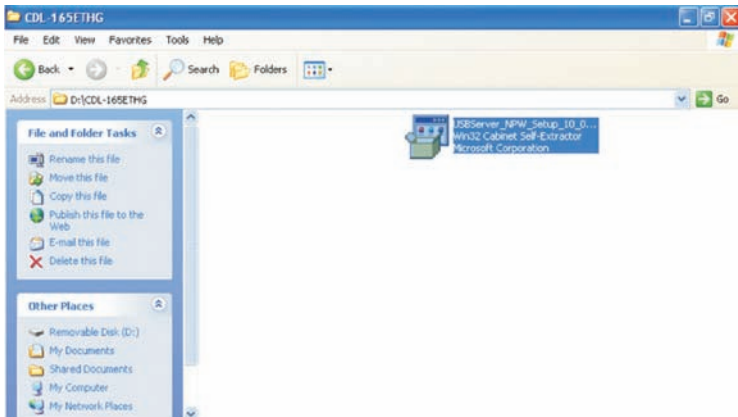 CDL-165ETHG
File Edit View Favorites Tools Help
Back Search Folders
Address D:\CDL-165ETHG Go
File and Folder Tasks
Rename this file
Move this file
Copy this file
Publish this file to the
Web
E-mail this file
Delete this file
Other Places
Removable Disk (D:)
My Documents
Shared Documents
My Computer
My Network Places
USBServer_NPW_Setup_10_0...
Win32 Cabinet Self-Extractor
Microsoft Corporation